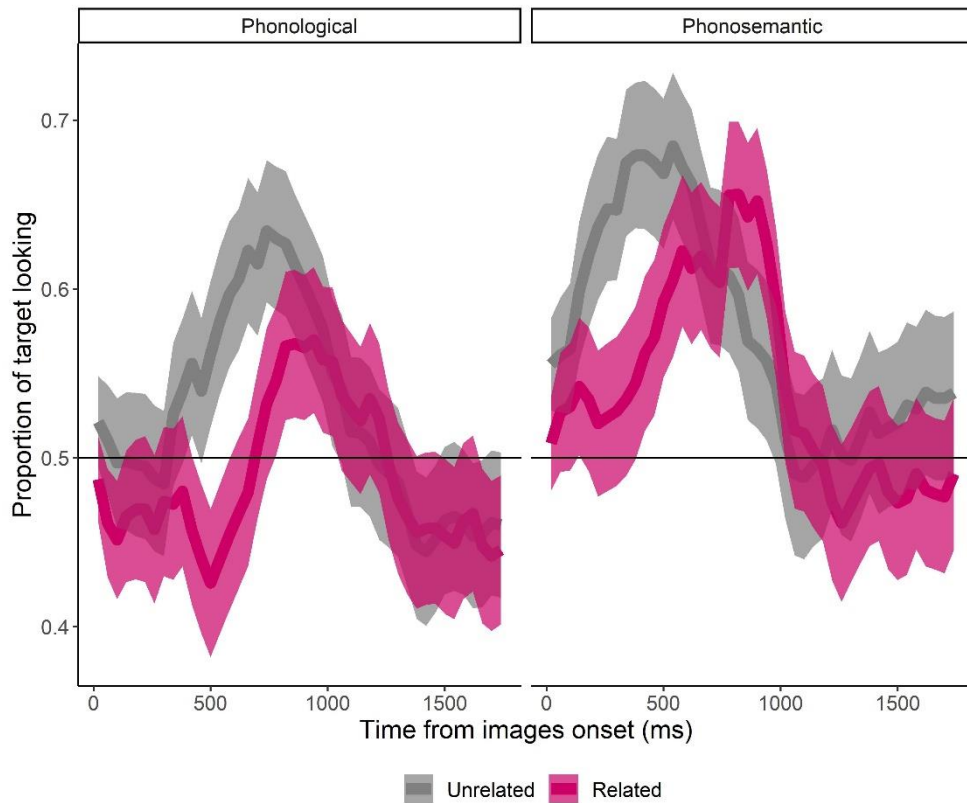 Phonological
Phonosemantic
Proportion of target looking
0.7
0.6
0.5
0.4
0 500 1000 1500
0 500 1000 1500
Time from images onset (ms)
Unrelated Related